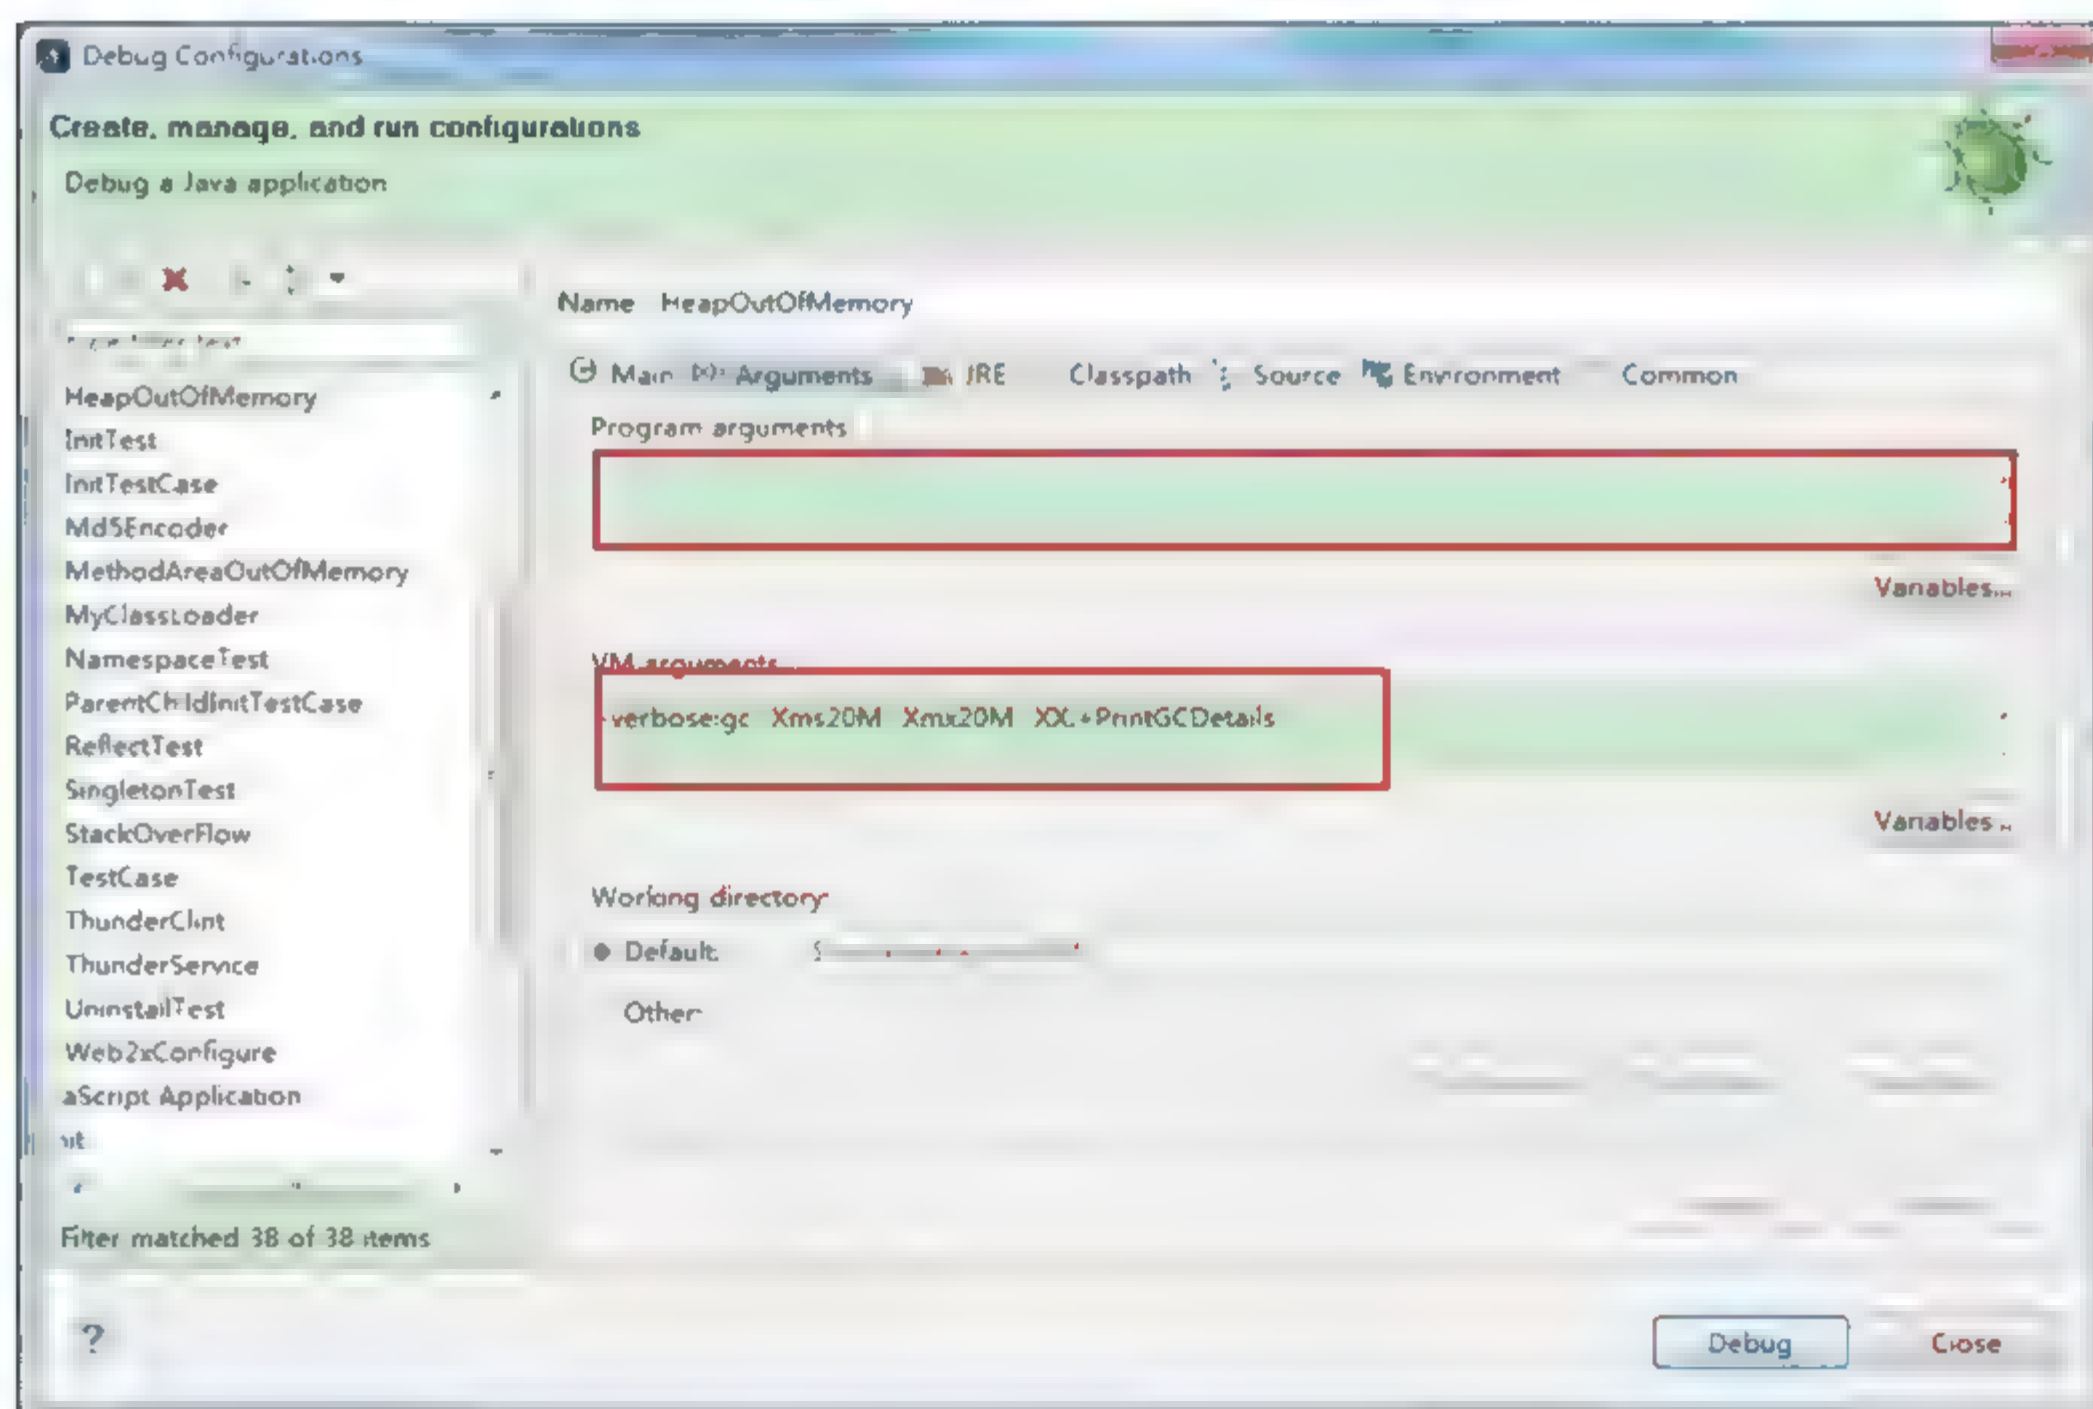 Debug Configurations
Create, manage, and run configurations
Debug a Java application
Name HeapOutOfMemory
Main Arguments JRE Classpath Source Environment Common
Program arguments
Variables...
VM arguments
-verbose:gc Xms20M Xmx20M XX:+PrintGCDetails
Variables...
Working directory:
Default:
Other:
HeapOutOfMemory
InitTest
InitTestCase
Md5Encoder
MethodAreaOutOfMemory
MyClassLoader
NamespaceTest
ParentChildInitTestCase
ReflectTest
SingletonTest
StackOverFlow
TestCase
ThunderClint
ThunderService
UninstallTest
Web2xConfigure
aScript Application
Filter matched 38 of 38 items
?
Debug Close